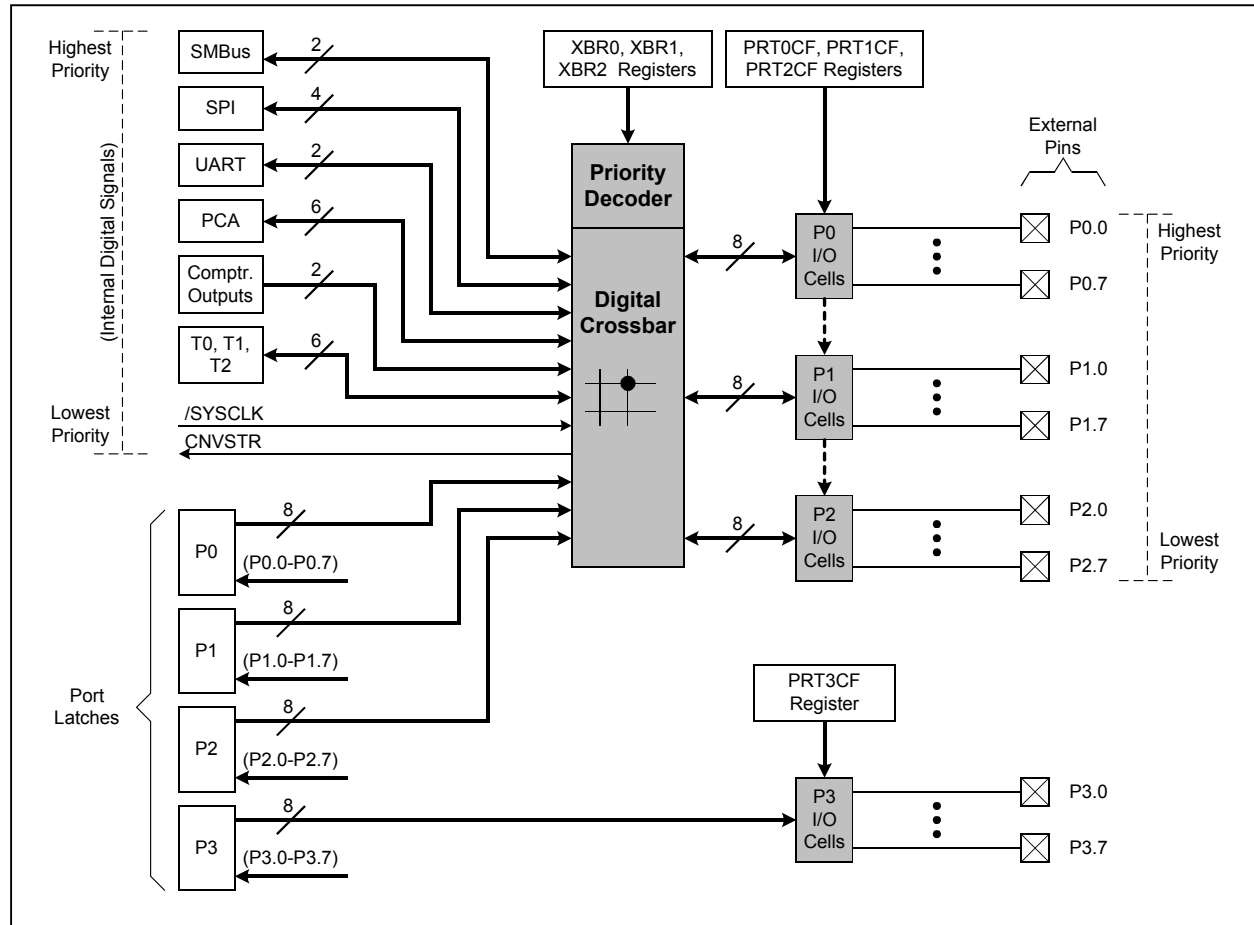 Highest
Priority
(Internal Digital Signals)
Lowest
Priority
SMBus
2
SPI
4
UART
2
PCA
6
Comptr.
Outputs
2
T0, T1,
T2
6
/SYSCLK
CNVSTR
XBR0, XBR1,
XBR2 Registers
PRT0CF, PRT1CF,
PRT2CF Registers
Priority
Decoder
Digital
Crossbar
8
P0
I/O
Cells
8
P1
I/O
Cells
8
P2
I/O
Cells
External
Pins
P0.0
P0.7
P1.0
P1.7
P2.0
P2.7
Highest
Priority
Lowest
Priority
Port
Latches
P0
8
(P0.0-P0.7)
P1
8
(P1.0-P1.7)
P2
8
(P2.0-P2.7)
P3
8
(P3.0-P3.7)
PRT3CF
Register
P3
I/O
Cells
P3.0
P3.7